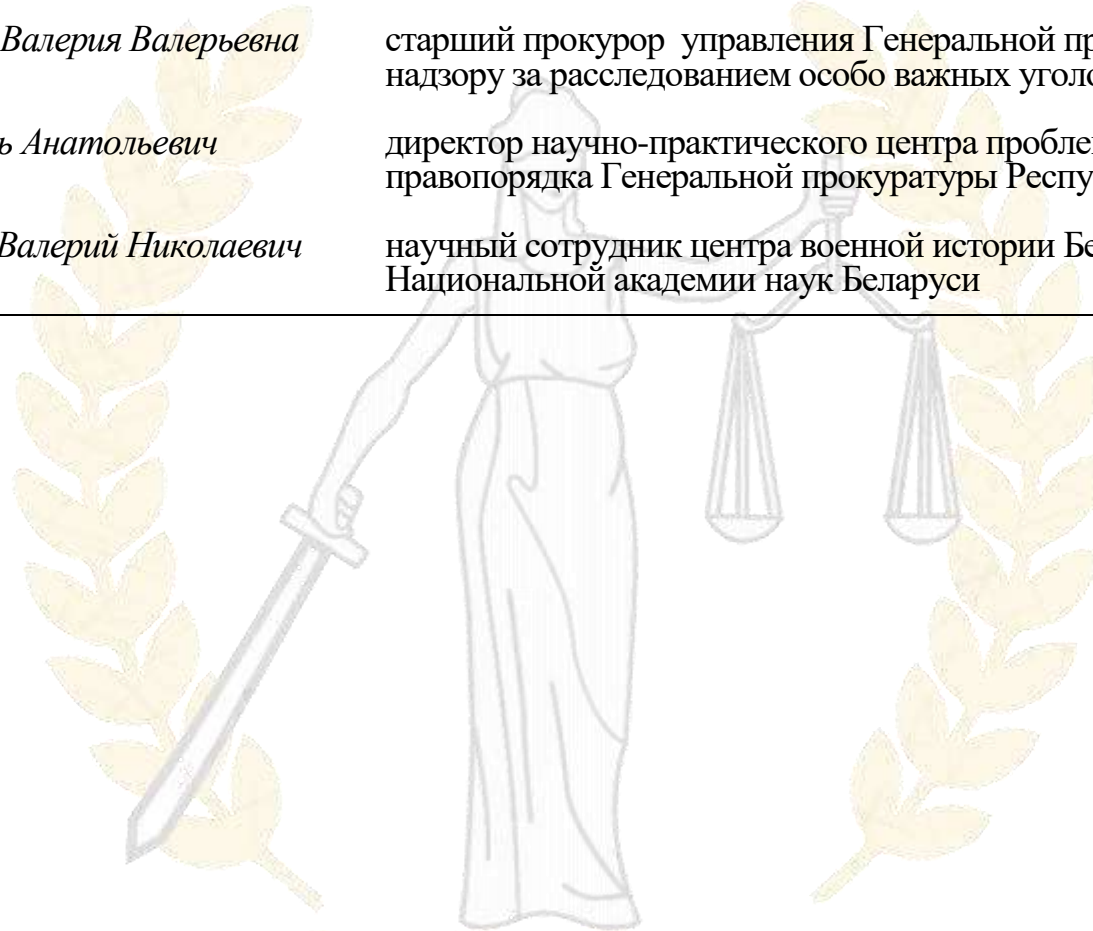 Валерия Валерьевна старший прокурор управления Генеральной пр
надзору за расследованием особо важных уголо
ь Анатольевич директор научно-практического центра пробле
правопорядка Генеральной прокуратуры Респу
Валерий Николаевич научный сотрудник центра военной истории Бе
Национальной академии наук Беларуси